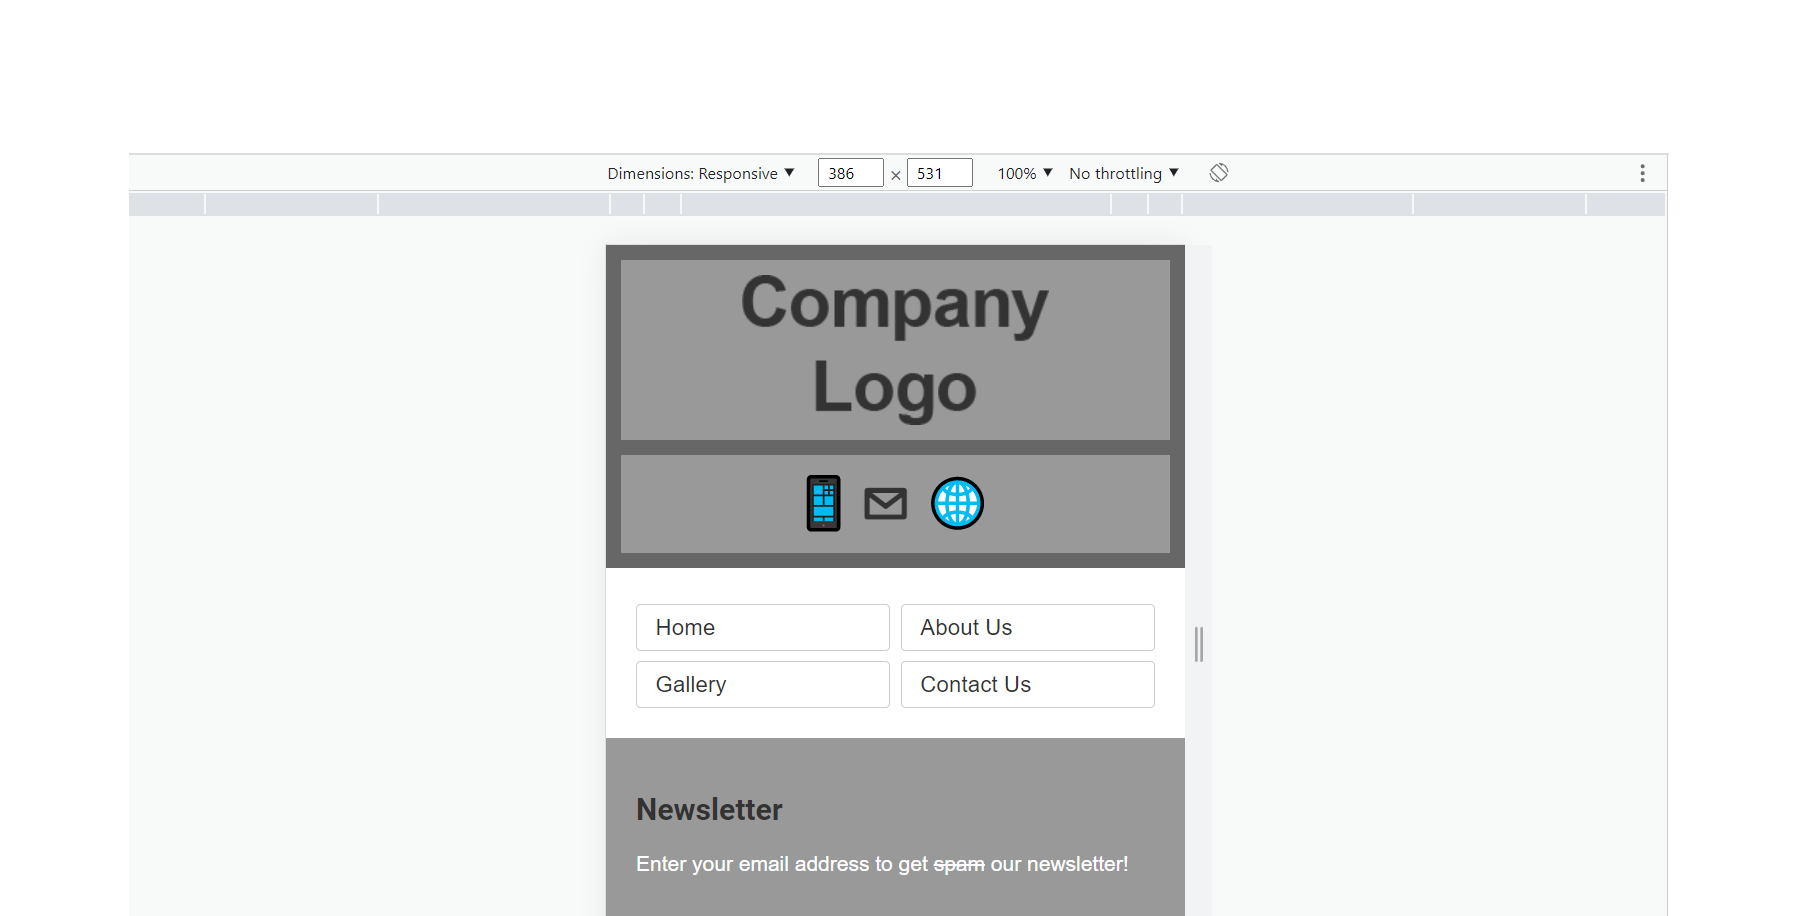 Dimensions: Responsive ▼ 386 × 531 100% ▼ No throttling ▼
Company
Logo
Home About Us
Gallery Contact Us
Newsletter
Enter your email address to get spam our newsletter!